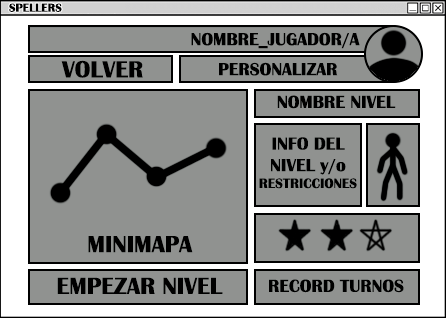 SPELLERS
NOMBRE_JUGADOR/A
VOLVER
PERSONALIZAR
NOMBRE NIVEL
INFO DEL
NIVEL y/o
RESTRICCIONES
MINIMAPA
EMPEZAR NIVEL
RECORD TURNOS